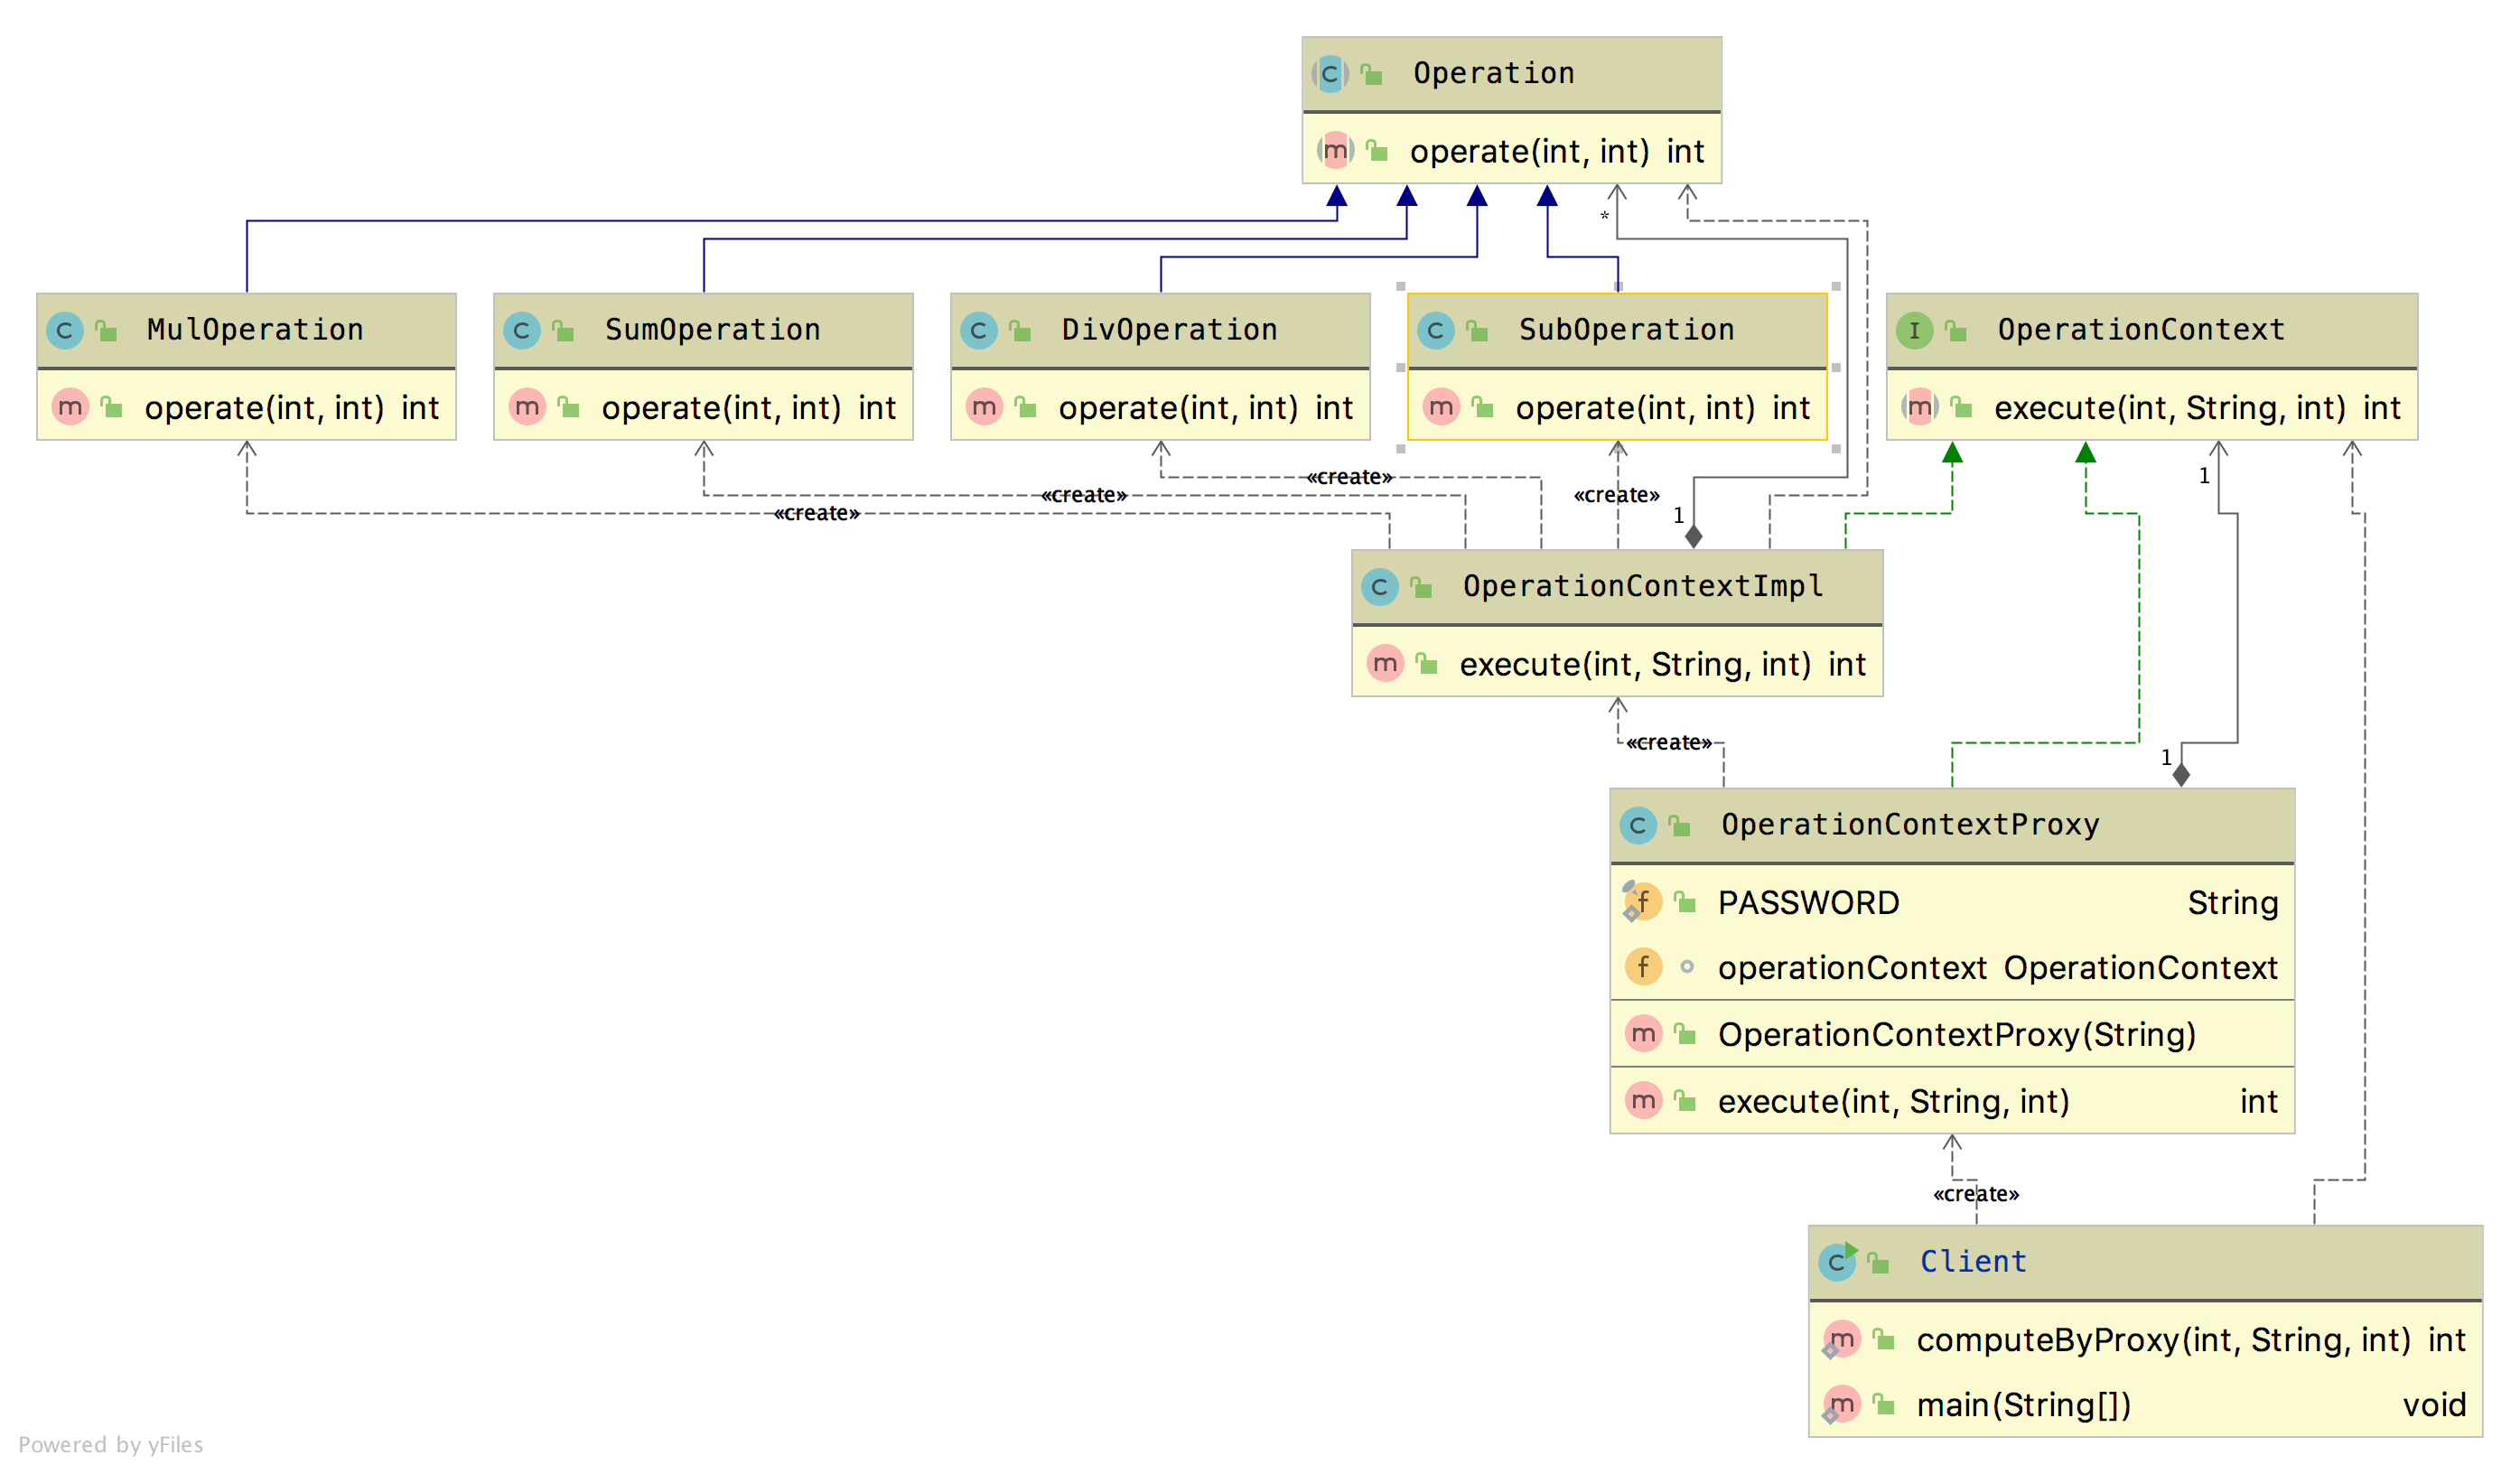 Operation
operate(int, int) int
*
MulOperation
operate(int, int) int
SumOperation
operate(int, int) int
DivOperation
operate(int, int) int
SubOperation
operate(int, int) int
OperationContext
execute(int, String, int) int
«create»
«create»
«create»
«create»
1
1
OperationContextImpl
execute(int, String, int) int
«create»
1
OperationContextProxy
PASSWORD String
operationContext OperationContext
OperationContextProxy(String)
execute(int, String, int) int
«create»
Client
computeByProxy(int, String, int) int
main(String[]) void
Powered by yFiles